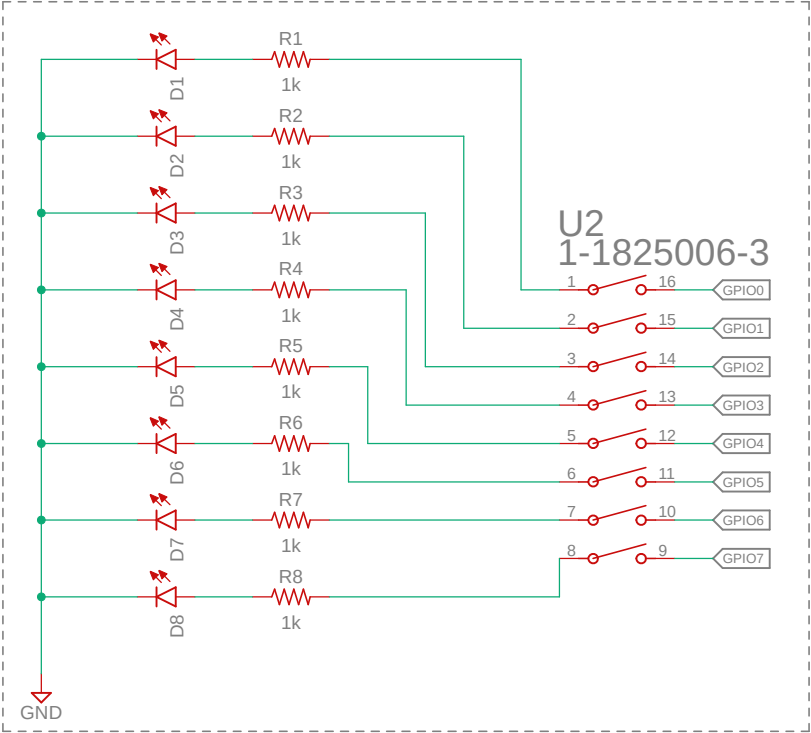 R1
1k
D1
R2
1k
D2
R3
1k
D3
R4
1k
D4
R5
1k
D5
R6
1k
D6
R7
1k
D7
R8
1k
D8
GND
U2
1-1825006-3
1 16 GPIO0
2 15 GPIO1
3 14 GPIO2
4 13 GPIO3
5 12 GPIO4
6 11 GPIO5
7 10 GPIO6
8 9 GPIO7